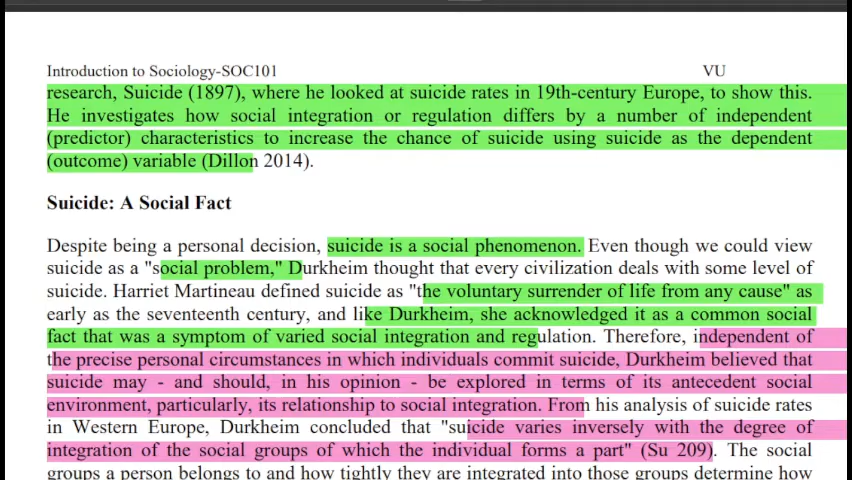 Introduction to Sociology-SOC101 VU
research, Suicide (1897), where he looked at suicide rates in 19th-century Europe, to show this.
He investigates how social integration or regulation differs by a number of independent
(predictor) characteristics to increase the chance of suicide using suicide as the dependent
(outcome) variable (Dillon 2014).
Suicide: A Social Fact
Despite being a personal decision, suicide is a social phenomenon. Even though we could view
suicide as a "social problem," Durkheim thought that every civilization deals with some level of
suicide. Harriet Martineau defined suicide as "the voluntary surrender of life from any cause" as
early as the seventeenth century, and like Durkheim, she acknowledged it as a common social
fact that was a symptom of varied social integration and regulation. Therefore, independent of
the precise personal circumstances in which individuals commit suicide, Durkheim believed that
suicide may - and should, in his opinion - be explored in terms of its antecedent social
environment, particularly, its relationship to social integration. From his analysis of suicide rates
in Western Europe, Durkheim concluded that "suicide varies inversely with the degree of
integration of the social groups of which the individual forms a part" (Su 209). The social
groups a person belongs to and how tightly they are integrated into those groups determine how